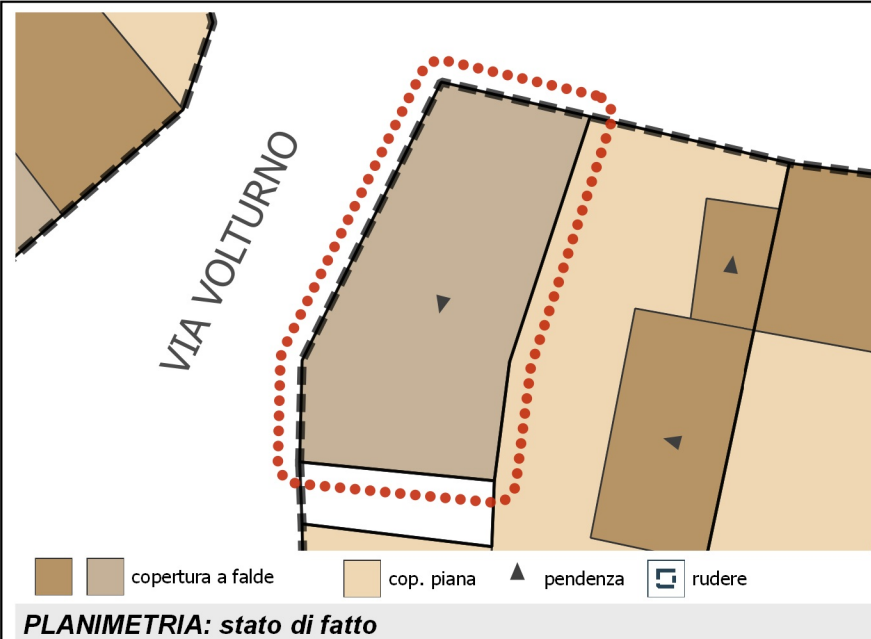 VIA VOLTURNO
copertura a falde
cop. piana
pendenza
rudere
PLANIMETRIA: stato di fatto